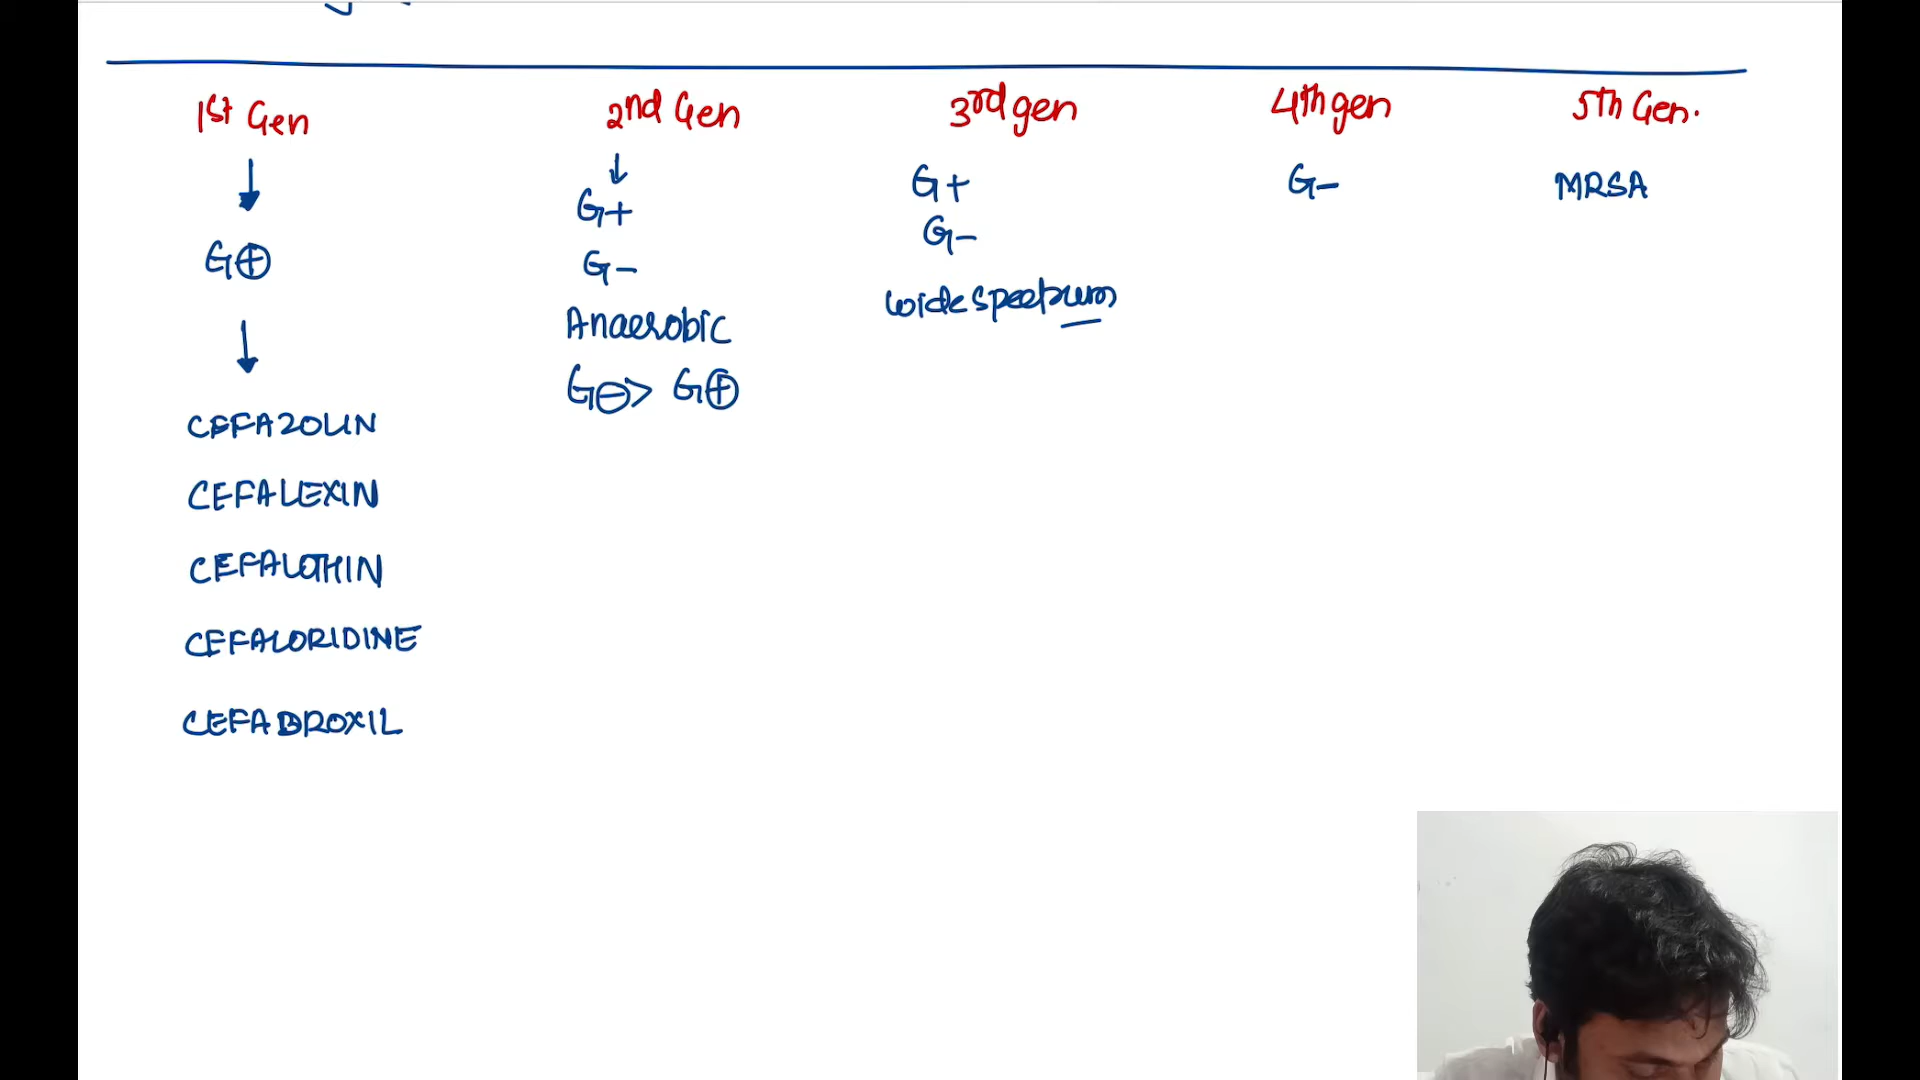 1st Gen
G⊕
CEFAZOLIN
CEFALEXIN
CEFALOTHIN
CEFALORIDINE
CEFADROXIL
2nd Gen
G+
G-
Anaerobic
G⊖> G⊕
3rd gen
G+
G-
wide spectrum
4th gen
G-
5th Gen.
MRSA